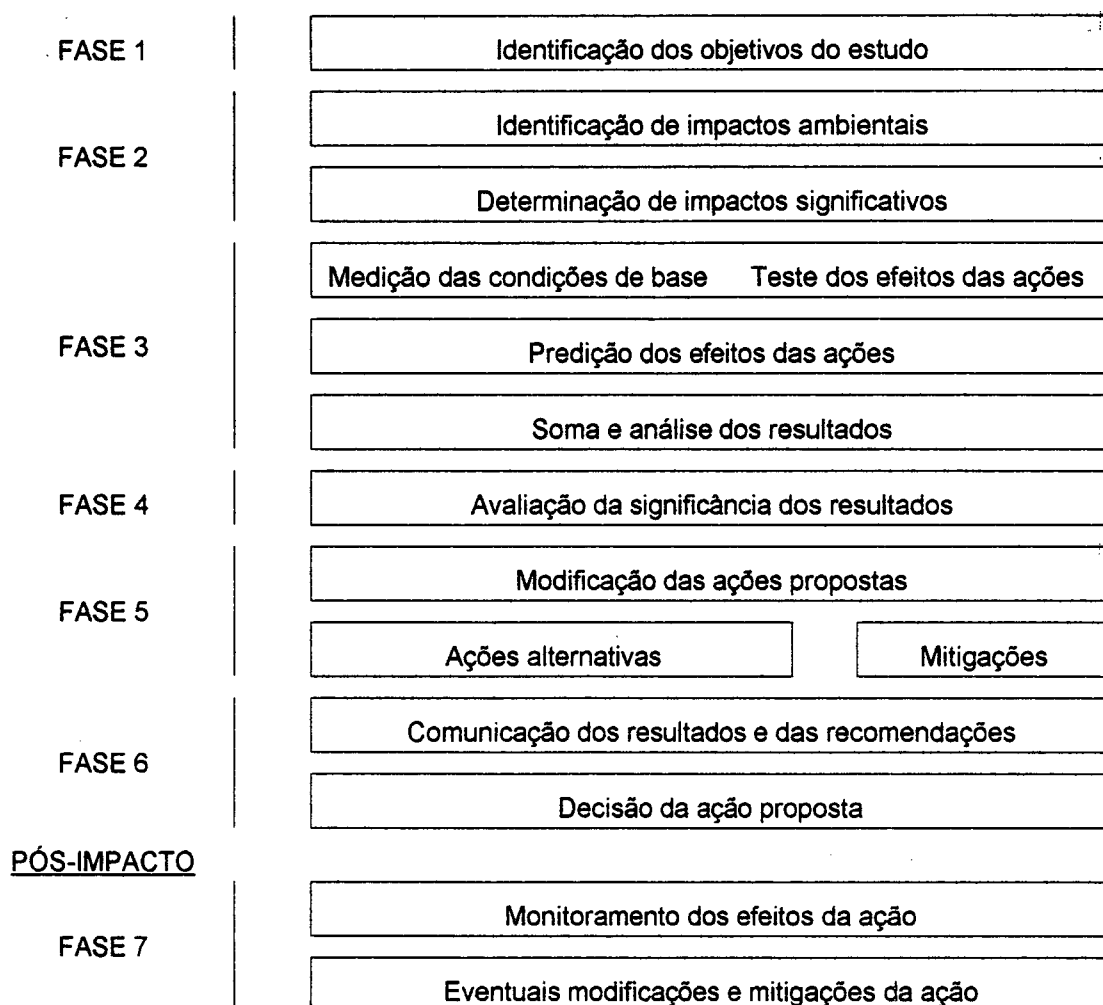 FASE 1
Identificação dos objetivos do estudo
FASE 2
Identificação de impactos ambientais
Determinação de impactos significativos
FASE 3
Medição das condições de base Teste dos efeitos das ações
Predição dos efeitos das ações
Soma e análise dos resultados
FASE 4
Avaliação da significância dos resultados
FASE 5
Modificação das ações propostas
Ações alternativas
Mitigações
FASE 6
Comunicação dos resultados e das recomendações
Decisão da ação proposta
PÓS-IMPACTO
FASE 7
Monitoramento dos efeitos da ação
Eventuais modificações e mitigações da ação